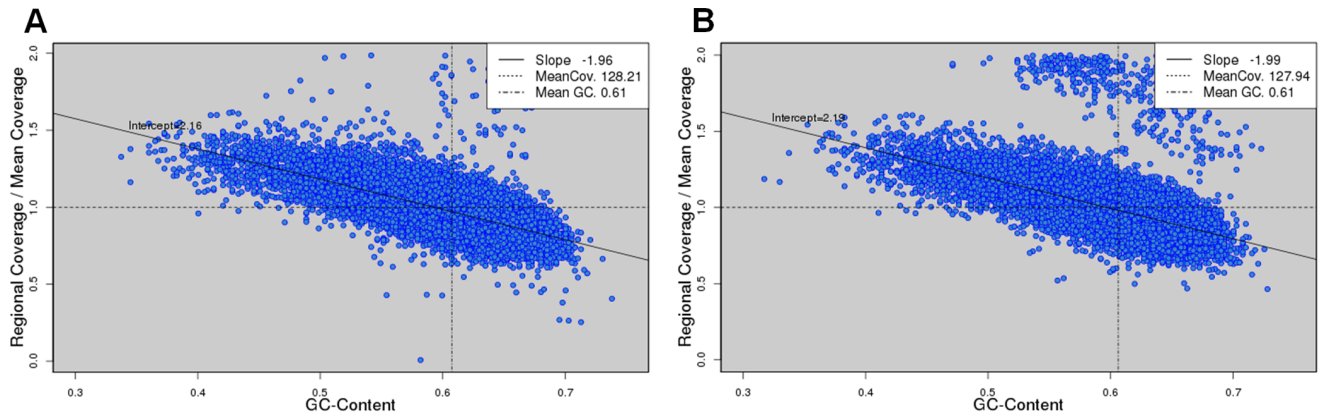 A
Regional Coverage / Mean Coverage
2.0
1.5
1.0
0.5
0.0
Intercept=2.16
Slope -1.96
MeanCov. 128.21
Mean GC. 0.61
0.3 0.4 0.5 0.6 0.7
GC-Content
B
Regional Coverage / Mean Coverage
2.0
1.5
1.0
0.5
0.0
Intercept=2.19
Slope -1.99
MeanCov. 127.94
Mean GC. 0.61
0.3 0.4 0.5 0.6 0.7
GC-Content